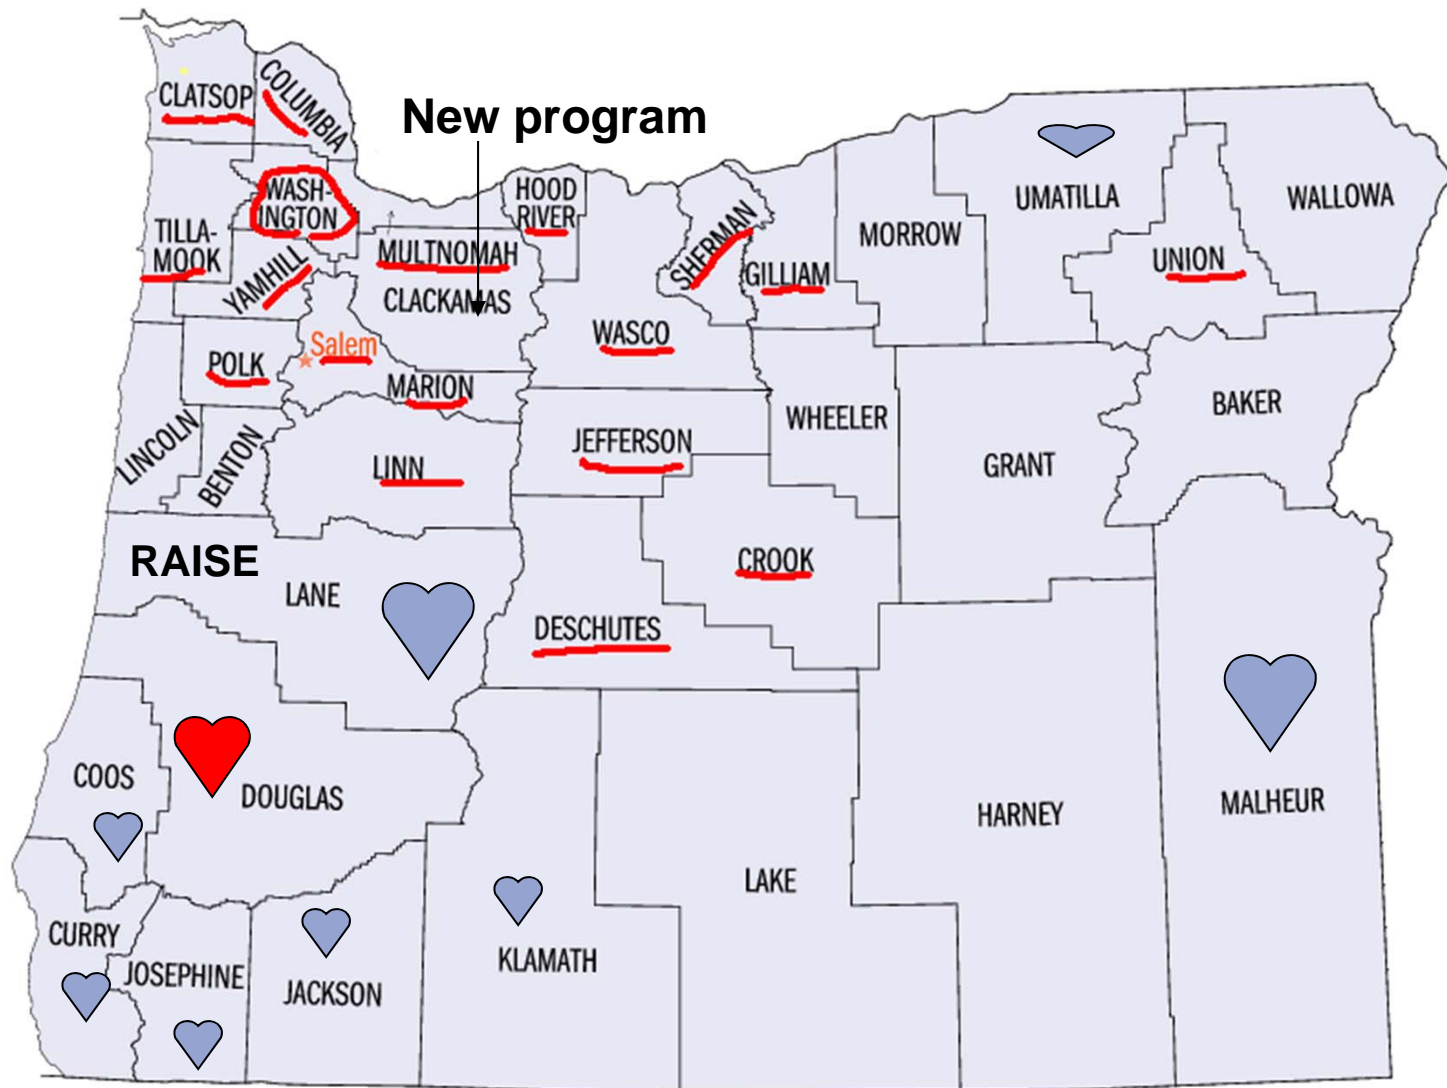 CLATSOP
COLUMBIA
New program
WASH-
INGTON
HOOD
RIVER
TILLA-
MOOK
YAMHILL
MULTNOMAH
CLACKAMAS
SHERMAN
GILLIAM
MORROW
UMATILLA
UNION
WALLOWA
WASCO
Salem
POLK
MARION
LINCOLN
BENTON
LINN
JEFFERSON
WHEELER
GRANT
BAKER
RAISE
LANE
CROOK
DESCHUTES
COOS
DOUGLAS
HARNEY
MALHEUR
LAKE
CURRY
JOSEPHINE
JACKSON
KLAMATH